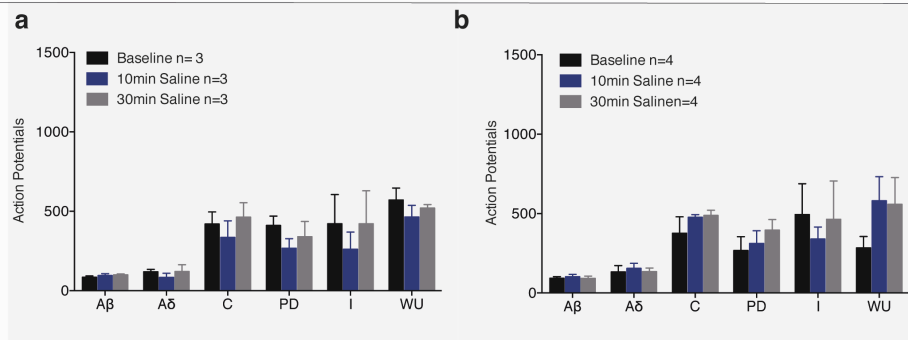 a
1500
1000
500
0
Action Potentials
Baseline n= 3
10min Saline n=3
30min Saline n=3
Aβ Aδ C PD I WU
b
1500
1000
500
0
Action Potentials
Baseline n=4
10min Saline n=4
30min Salinen=4
Aβ Aδ C PD I WU